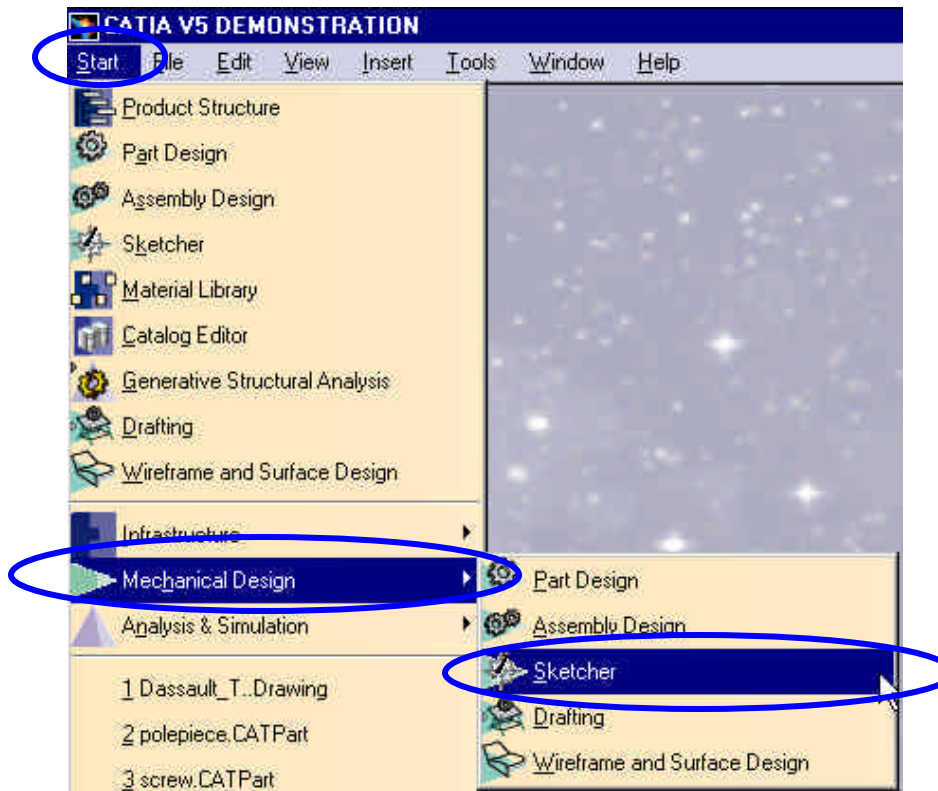 CATIA V5 DEMONSTRATION
Start File Edit View Insert Tools Window Help
Product Structure
Part Design
Assembly Design
Sketcher
Material Library
Catalog Editor
Generative Structural Analysis
Drafting
Wireframe and Surface Design
Infrastructure
Mechanical Design
Analysis & Simulation
1 Dassault_T..Drawing
2 polepiece.CATPart
3 screw.CATPart
Part Design
Assembly Design
Sketcher
Drafting
Wireframe and Surface Design